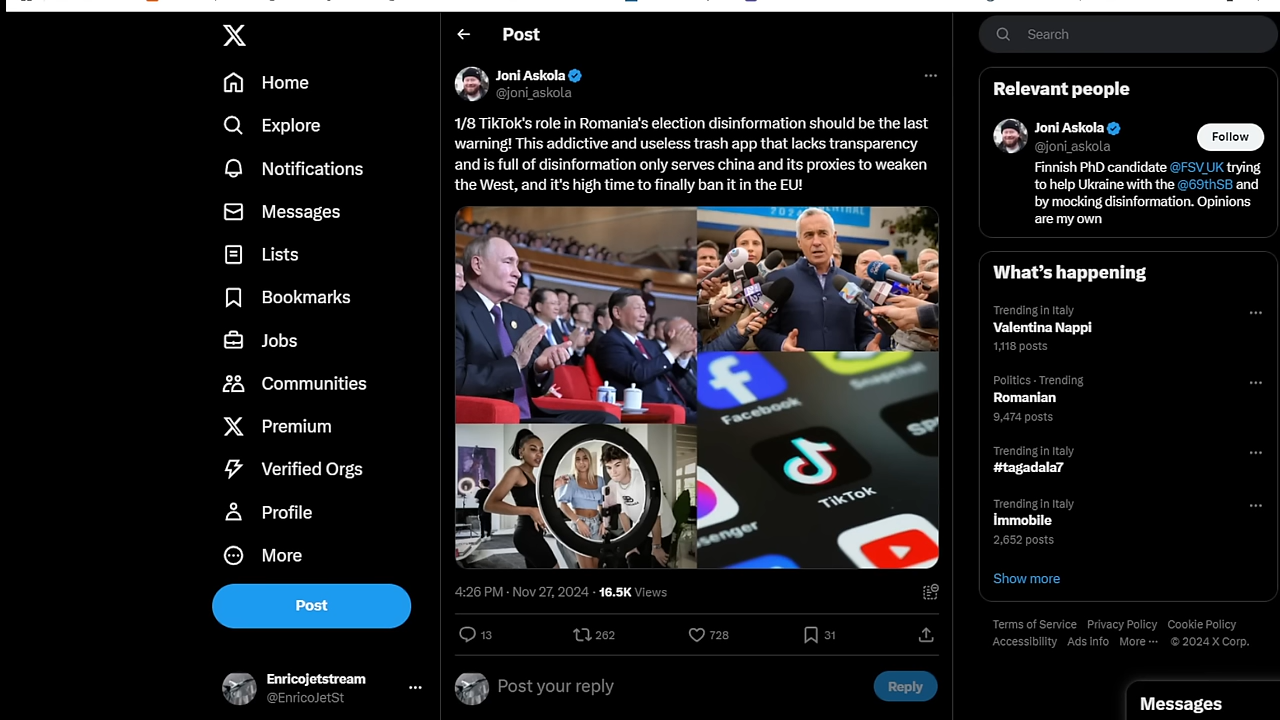 Post
Search
Joni Askola
@joni_askola
1/8 TikTok's role in Romania's election disinformation should be the last
warning! This addictive and useless trash app that lacks transparency
and is full of disinformation only serves china and its proxies to weaken
the West, and it's high time to finally ban it in the EU!
2024
Facebook
Snapchat
TikTok
senger
4:26 PM · Nov 27, 2024 · 16.5K Views
13
262
728
31
Post your reply
Reply
Home
Explore
Notifications
Messages
Lists
Bookmarks
Jobs
Communities
Premium
Verified Orgs
Profile
More
Post
Enricojetstream
@EnricoJetSt
Relevant people
Joni Askola
@joni_askola
Follow
Finnish PhD candidate @FSV_UK trying
to help Ukraine with the @69thSB and
by mocking disinformation. Opinions
are my own
What's happening
Trending in Italy
Valentina Nappi
1,118 posts
Politics · Trending
Romanian
9,474 posts
Trending in Italy
#tagadala7
Trending in Italy
İmmobile
2,652 posts
Show more
Terms of Service Privacy Policy Cookie Policy
Accessibility Ads info More ··· © 2024 X Corp.
Messages